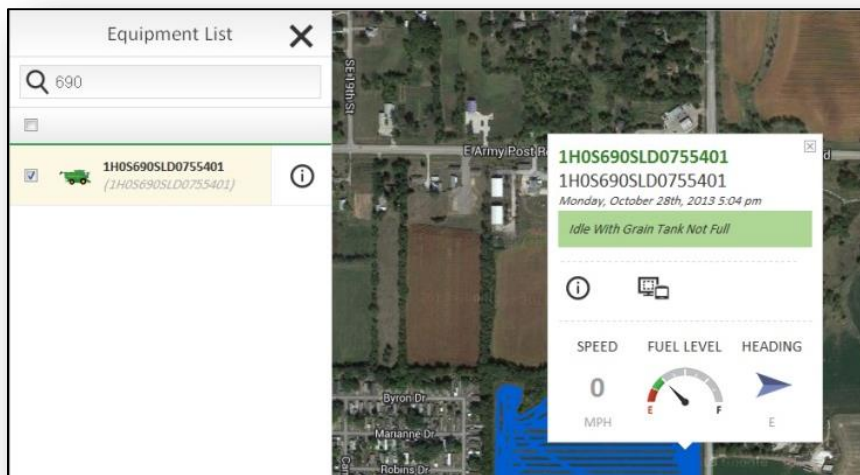 Equipment List
690
1H0S690SLD0755401
(1H0S690SLD0755401)
SE 19th St
E Army Post R
d
1H0S690SLD0755401
1H0S690SLD0755401
Monday, October 28th, 2013 5:04 pm
Idle With Grain Tank Not Full
SPEED FUEL LEVEL HEADING
0
E F
MPH E
Byron Dr
Marianne Dr
Robins Dr